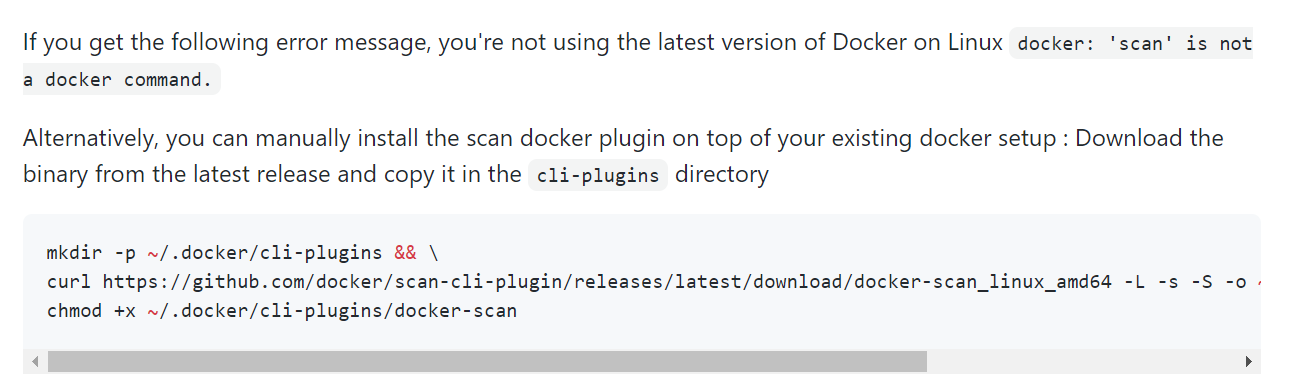 If you get the following error message, you're not using the latest version of Docker on Linux docker: 'scan' is not
a docker command.
Alternatively, you can manually install the scan docker plugin on top of your existing docker setup : Download the
binary from the latest release and copy it in the cli-plugins directory
mkdir -p ~/.docker/cli-plugins && \
curl https://github.com/docker/scan-cli-plugin/releases/latest/download/docker-scan_linux_amd64 -L -s -S -o ~
chmod +x ~/.docker/cli-plugins/docker-scan